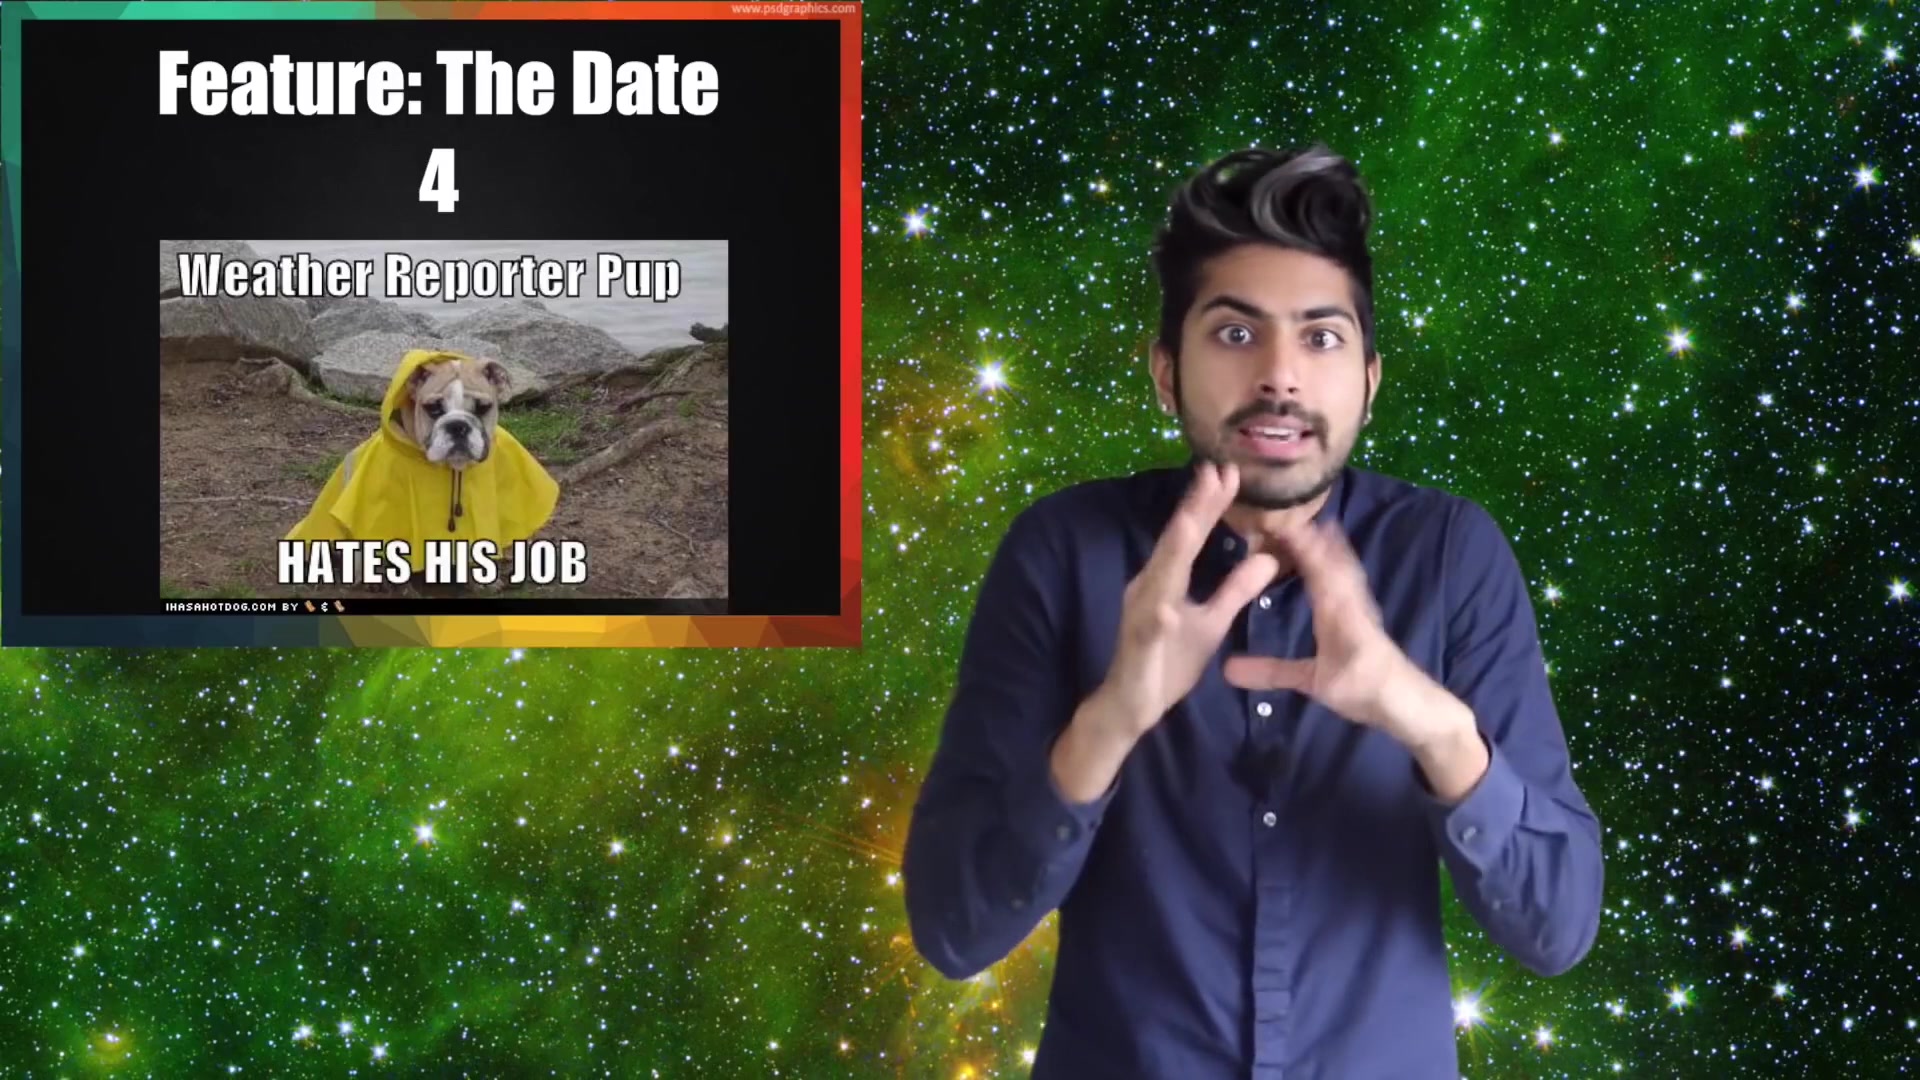 www.psdgraphics.com
Feature: The Date
4
Weather Reporter Pup
HATES HIS JOB
IHASAHOTDOG.COM BY &